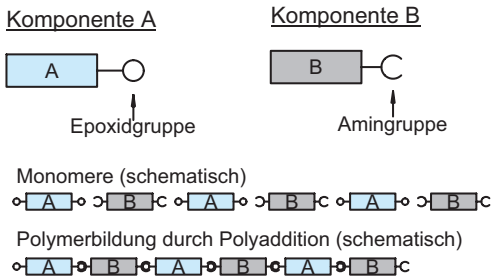 Komponente A
Komponente B
A
B
Epoxidgruppe
Amingruppe
Monomere (schematisch)
A B A B A B
Polymerbildung durch Polyaddition (schematisch)
A B A B A B